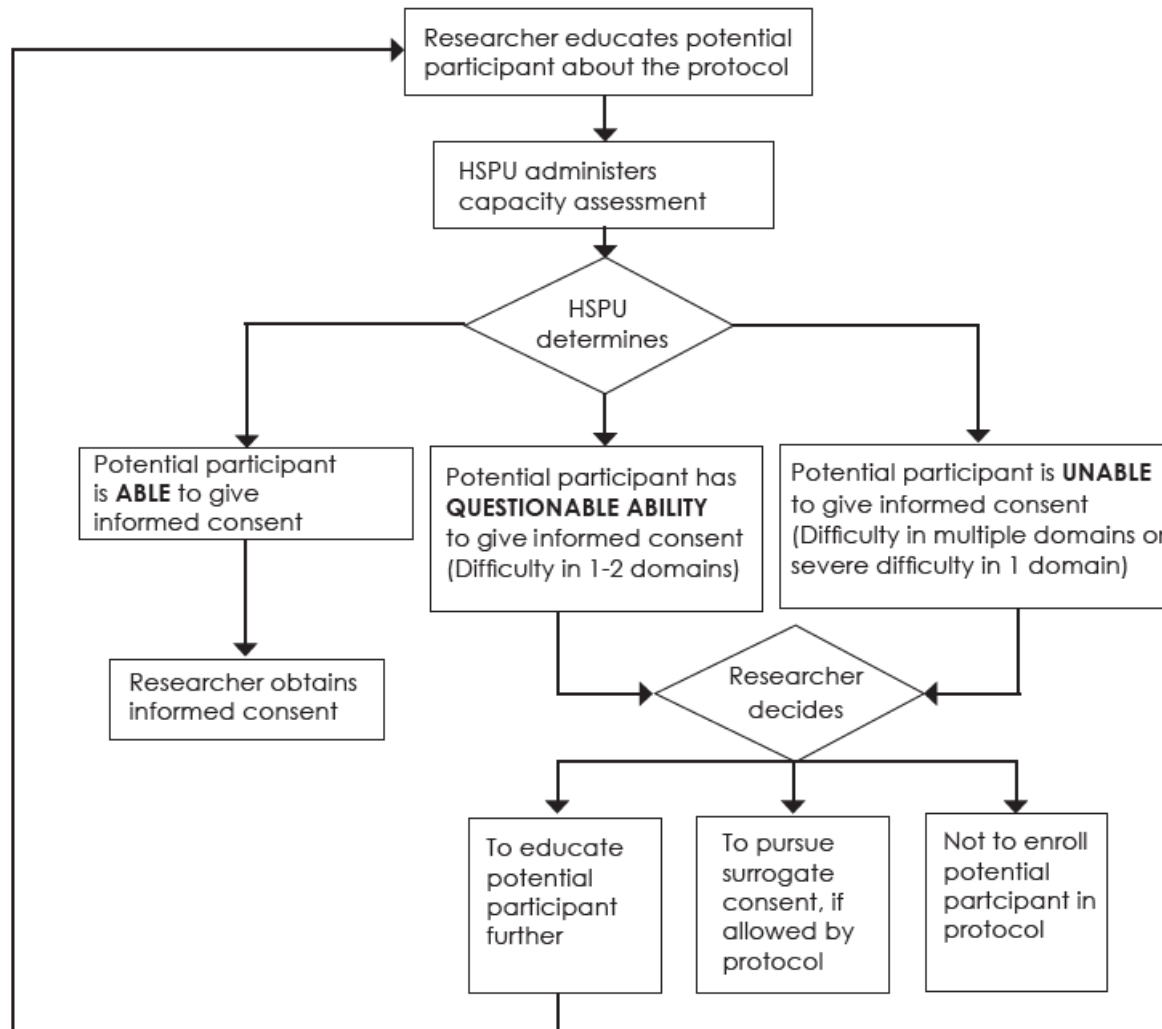 Researcher educates potential
participant about the protocol
HSPU administers
capacity assessment
HSPU
determines
Potential participant
is ABLE to give
informed consent
Potential participant has
QUESTIONABLE ABILITY
to give informed consent
(Difficulty in 1-2 domains)
Potential participant is UNABLE
to give informed consent
(Difficulty in multiple domains or
severe difficulty in 1 domain)
Researcher obtains
informed consent
Researcher
decides
To educate
potential
participant
further
To pursue
surrogate
consent, if
allowed by
protocol
Not to enroll
potential
partcipant in
protocol